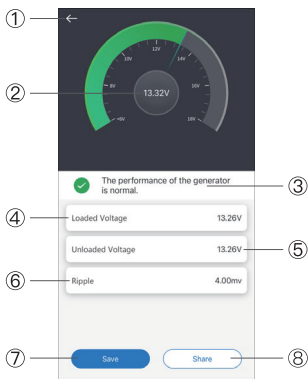 ①
12V
10V
14V
②
8V
13.32V
16V
<6V
18V
The performance of the generator ③
is normal.
④ Loaded Voltage 13.26V
Unloaded Voltage 13.26V ⑤
⑥ Ripple 4.00mv
⑦ Save Share ⑧